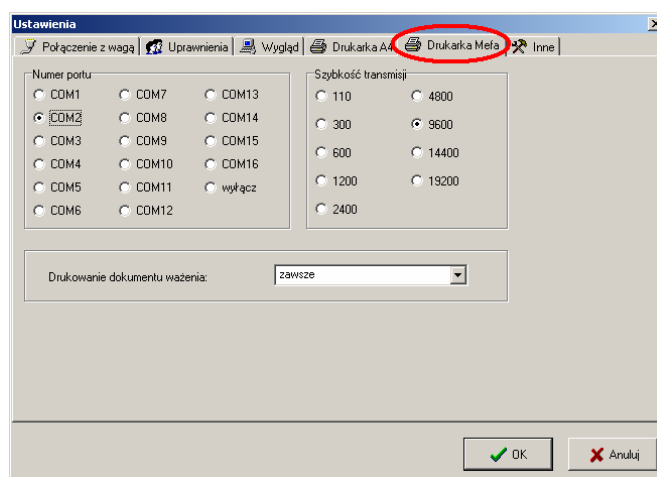 Ustawienia
Połączenie z wagą Uprawnienia Wygląd Drukarka A4 Drukarka Mefa Inne
Numer portu
COM1 COM7 COM13
COM2 COM8 COM14
COM3 COM9 COM15
COM4 COM10 COM16
COM5 COM11 wyłącz
COM6 COM12
Szybkość transmisji
110 4800
300 9600
600 14400
1200 19200
2400
Drukowanie dokumentu ważenia: zawsze
OK Anuluj